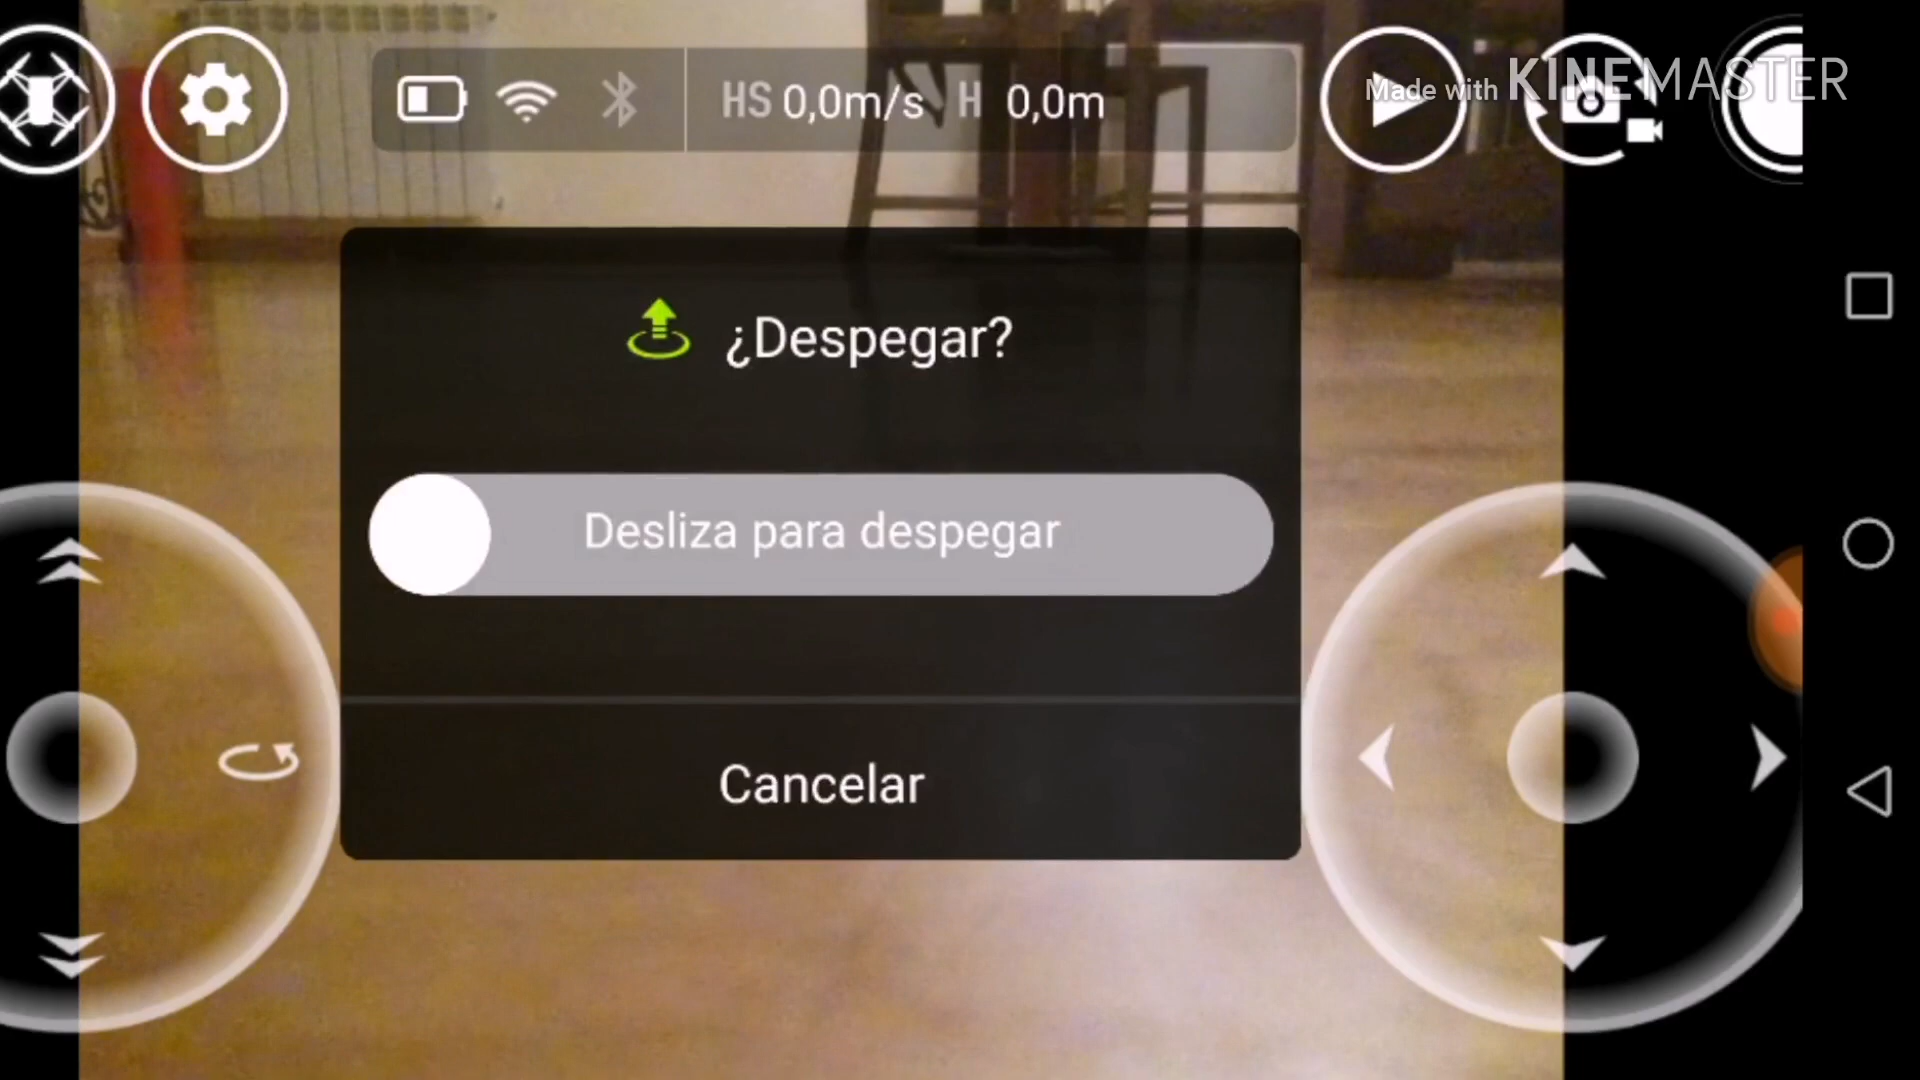 HS 0,0m/s H 0,0m
Made with KINEMASTER
¿Despegar?
Desliza para despegar
Cancelar